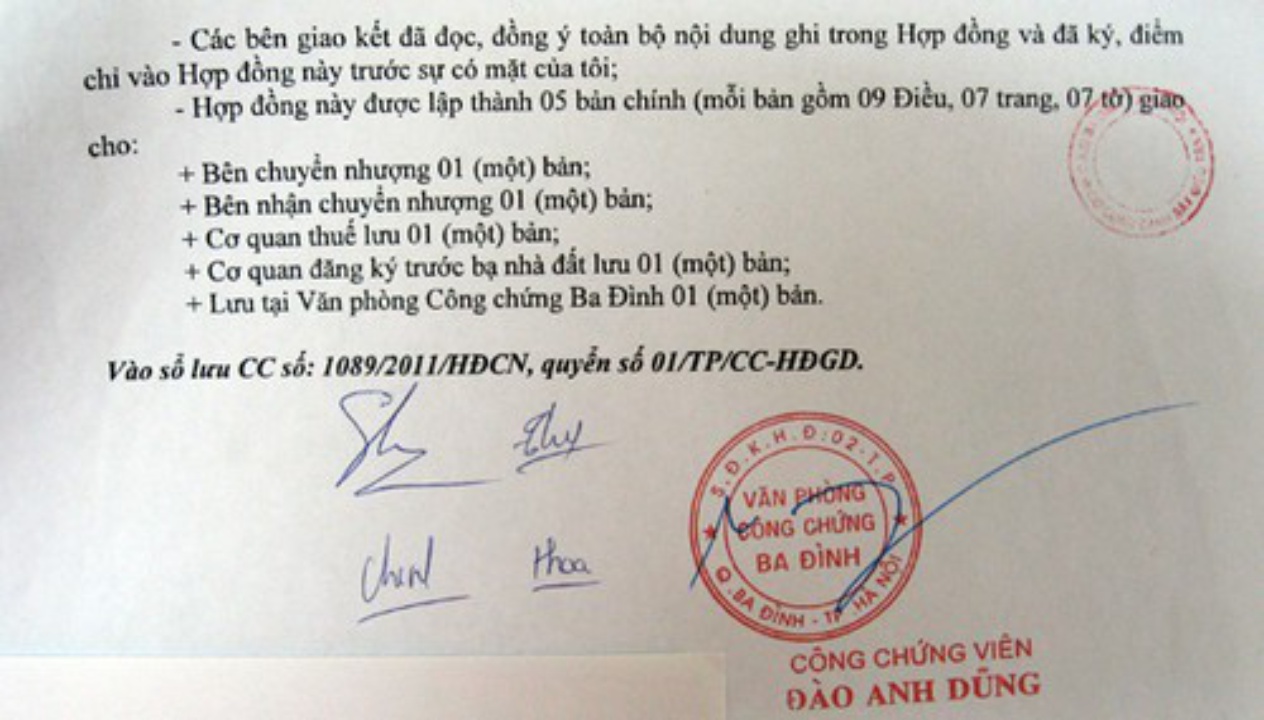 - Các bên giao kết đã đọc, đồng ý toàn bộ nội dung ghi trong Hợp đồng và đã ký, điểm
chỉ vào Hợp đồng này trước sự có mặt của tôi;
- Hợp đồng này được lập thành 05 bản chính (mỗi bản gồm 09 Điều, 07 trang, 07 tờ) giao
cho:
+ Bên chuyển nhượng 01 (một) bản;
+ Bên nhận chuyển nhượng 01 (một) bản;
+ Cơ quan thuế lưu 01 (một) bản;
+ Cơ quan đăng ký trước bạ nhà đất lưu 01 (một) bản;
+ Lưu tại Văn phòng Công chứng Ba Đình 01 (một) bản.
Vào sổ lưu CC số: 1089/2011/HĐCN, quyển số 01/TP/CC-HĐGD.
Thoa
S.Đ.K.H.Đ:02-T.P
VĂN PHÒNG
CÔNG CHỨNG
BA ĐÌNH
Q.BA ĐÌNH - TP HÀ NỘI
CÔNG CHỨNG VIÊN
ĐÀO ANH DŨNG